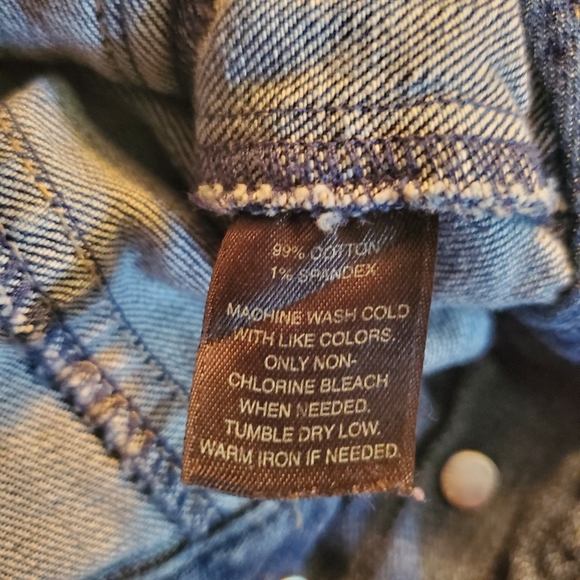 99% COTTON
1% SPANDEX
MACHINE WASH COLD
WITH LIKE COLORS.
ONLY NON-
CHLORINE BLEACH
WHEN NEEDED.
TUMBLE DRY LOW.
WARM IRON IF NEEDED.